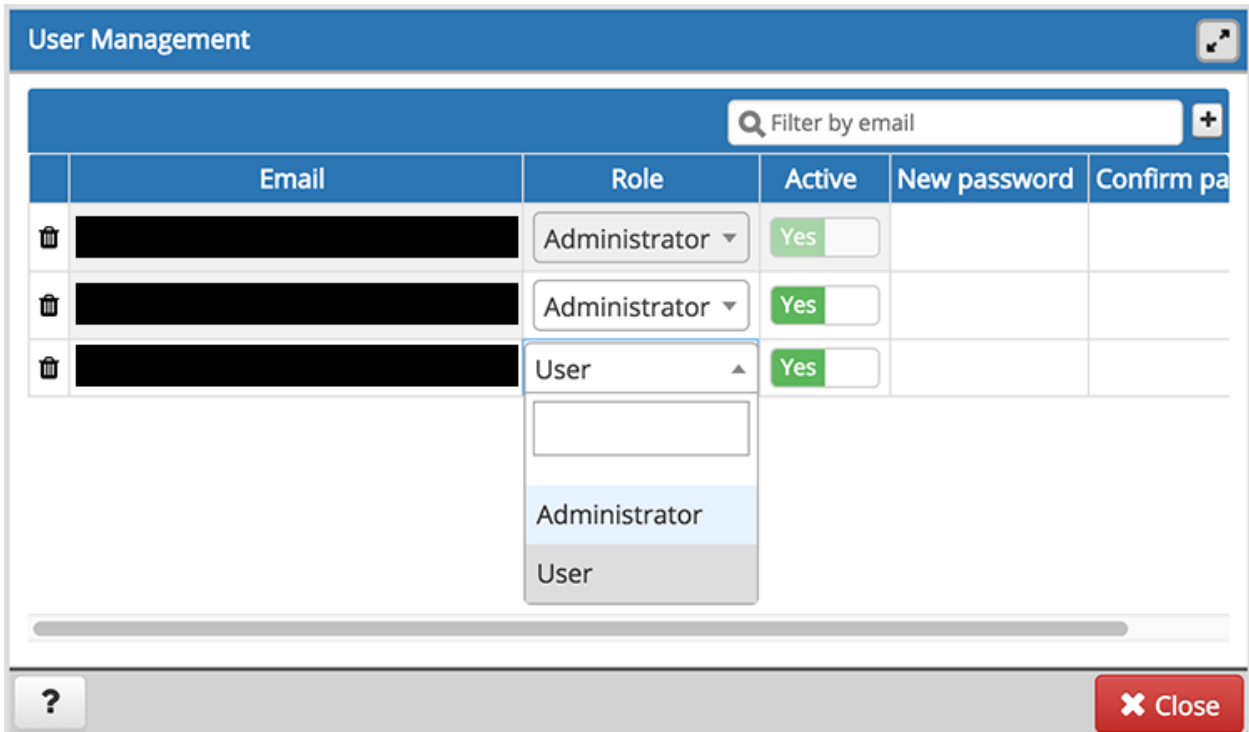 User Management
Filter by email
Email Role Active New password Confirm pa
Administrator Yes
Administrator Yes
User Yes
Administrator
User
? Close